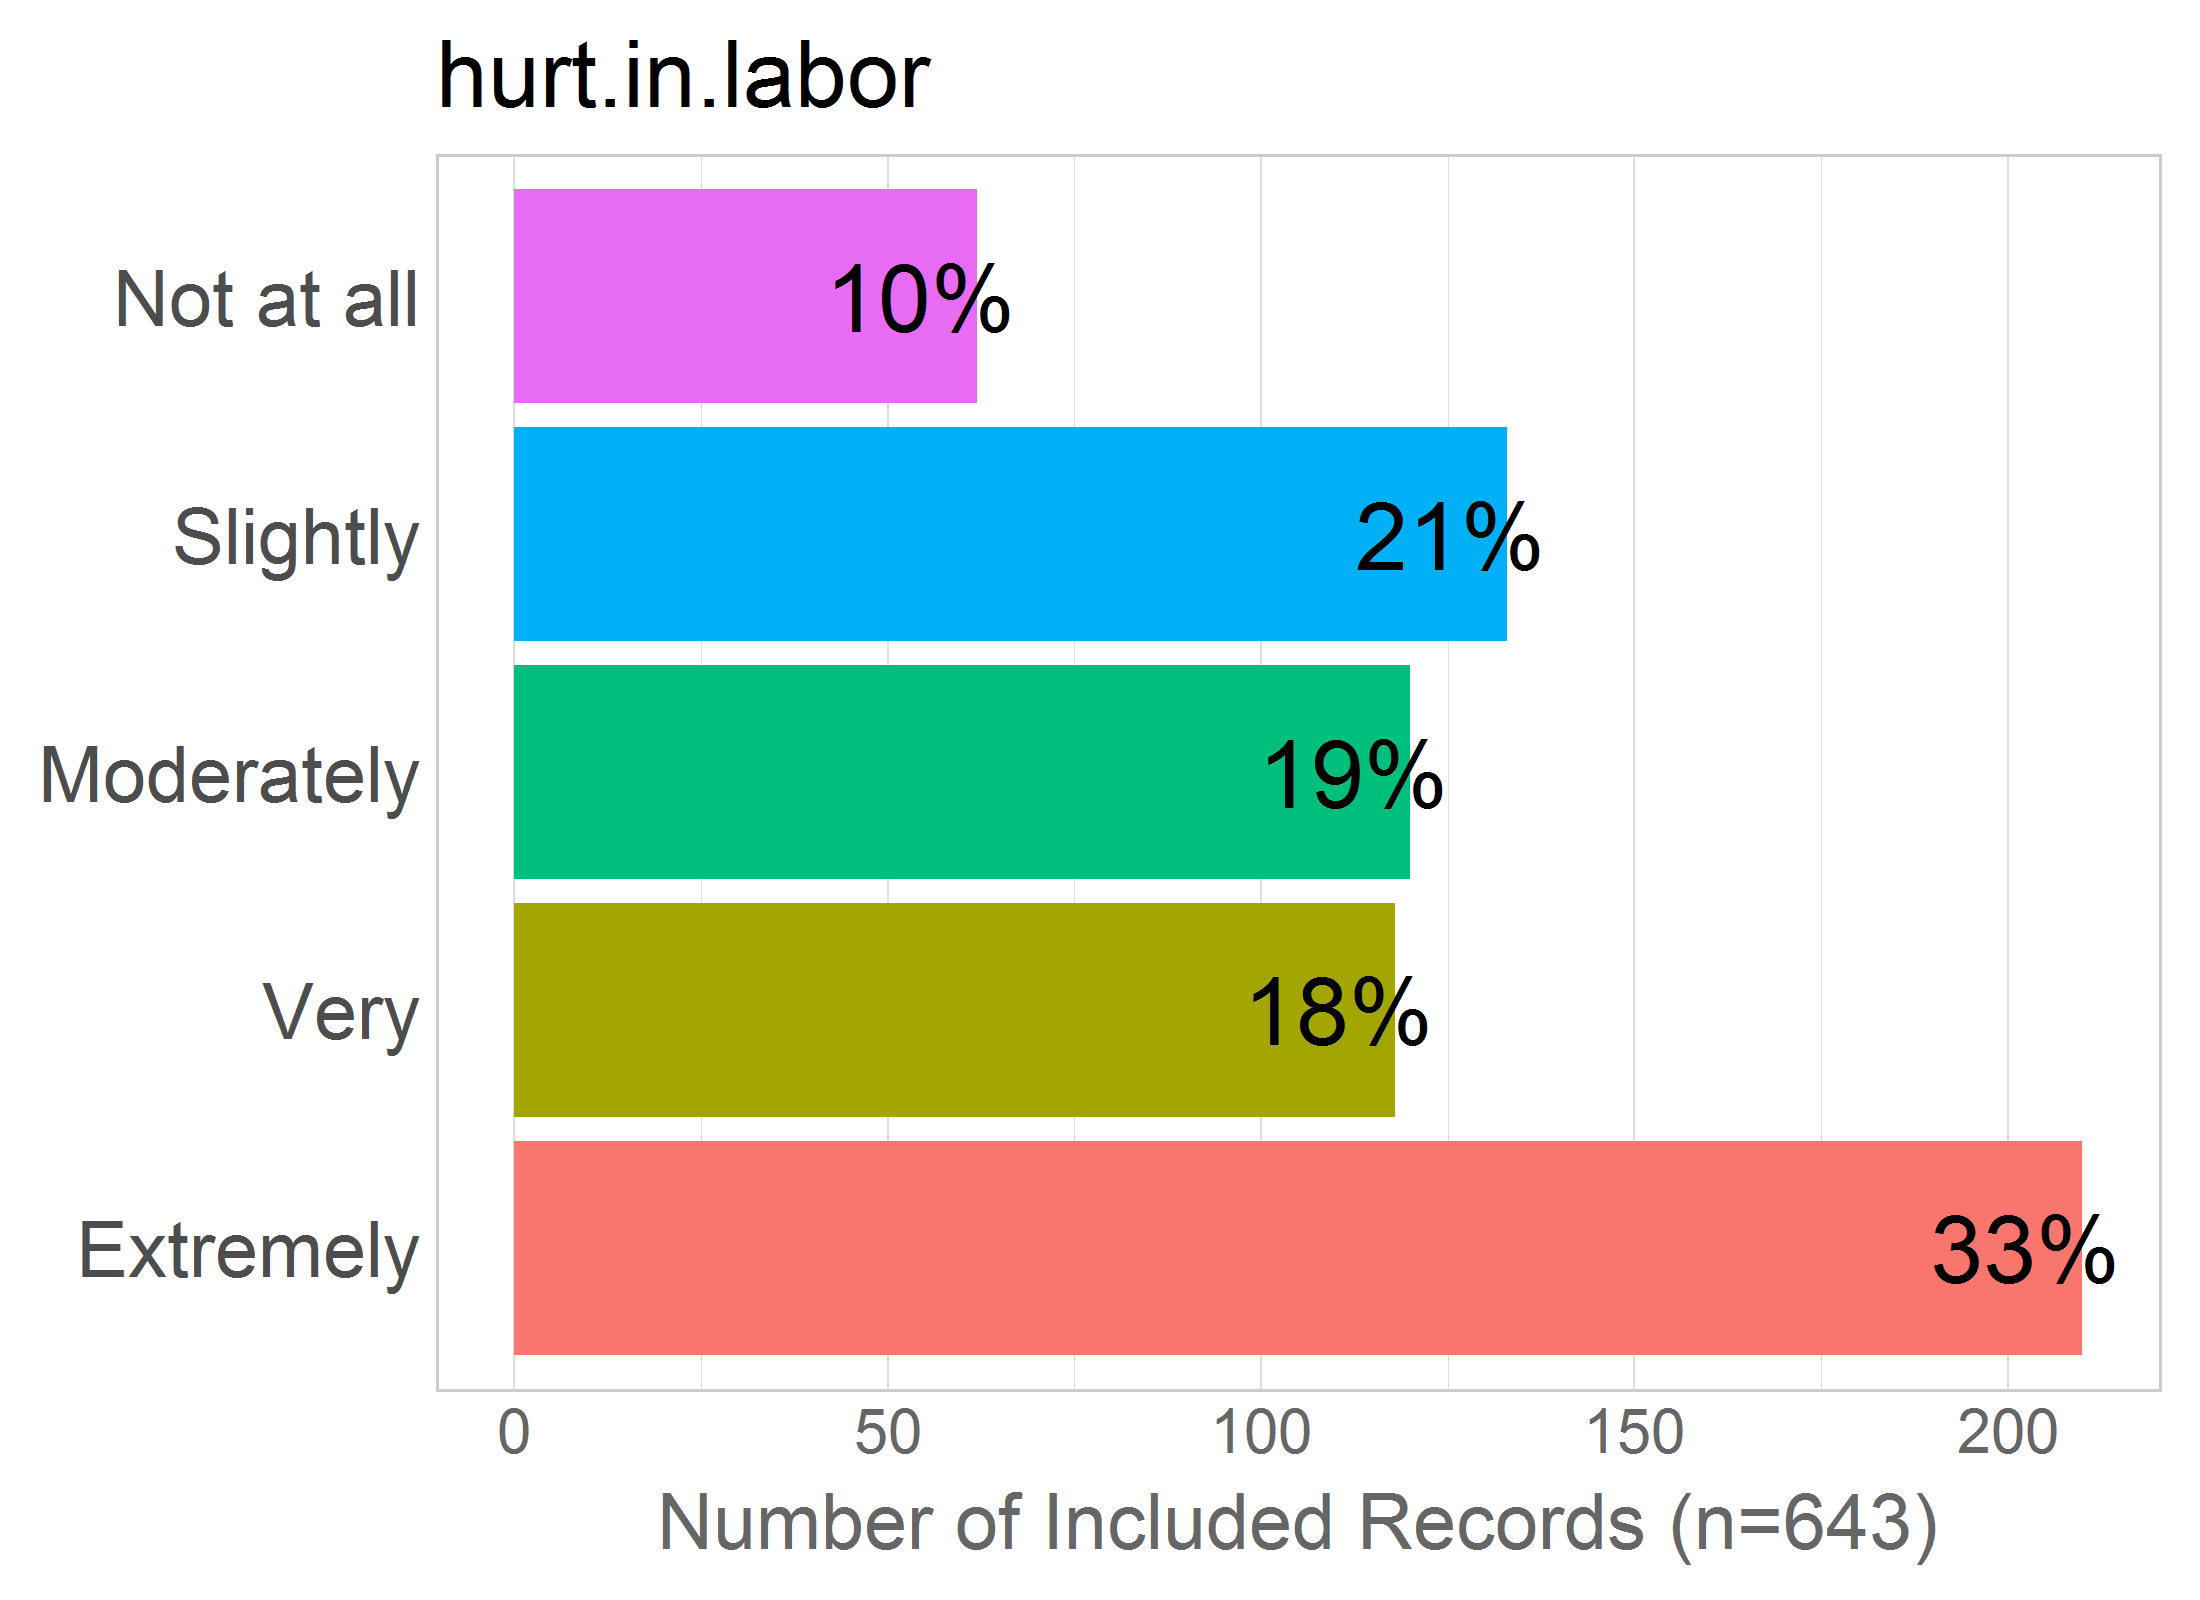 hurt.in.labor
Not at all
10%
Slightly
21%
Moderately
19%
Very
18%
Extremely
33%
0 50 100 150 200
Number of Included Records (n=643)